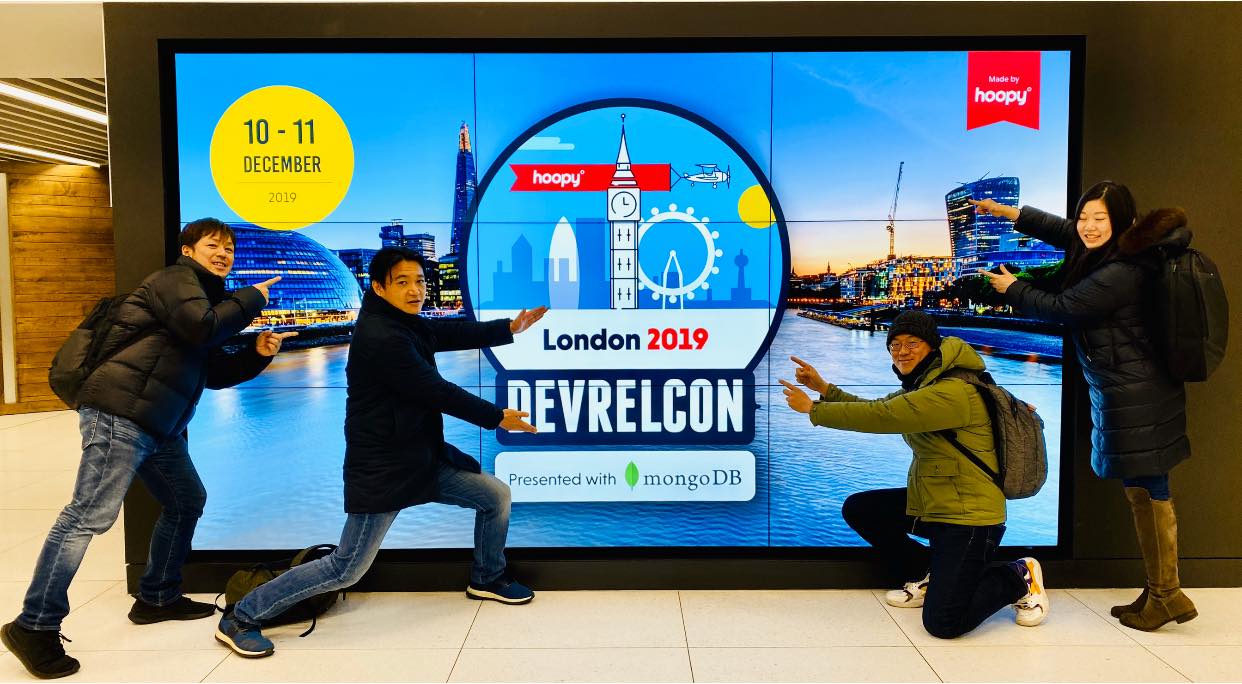 10 - 11
DECEMBER
2019
Made by
hoopy°
hoopy°
London 2019
DEVRELCON
Presented with mongoDB